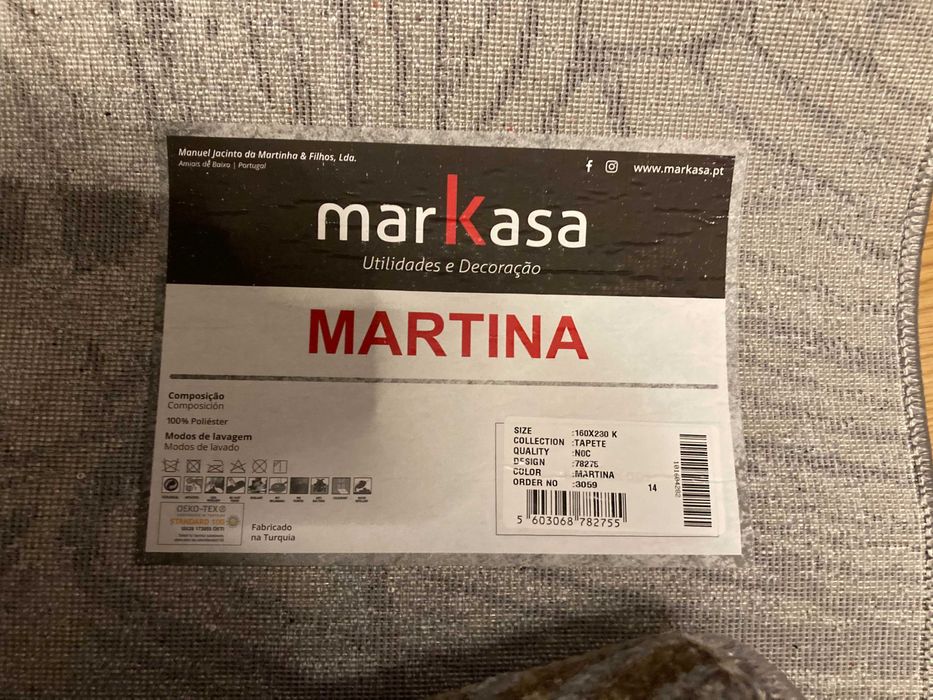 Manuel Jacinto da Martinha & Filhos, Lda.
Amiais de Baixo | Portugal
www.markasa.pt
markasa
Utilidades e Decoração
MARTINA
Composição
Composición
100% Poliéster
Modos de lavagem
Modos de lavado
OEKO-TEX®
STANDARD 100
Fabricado
na Turquia
SIZE :160X230 K
COLLECTION :TAPETE
QUALITY :NOC
DESIGN :78275
COLOR :MARTINA
ORDER NO :3059
14
5 603068 782755
101604202